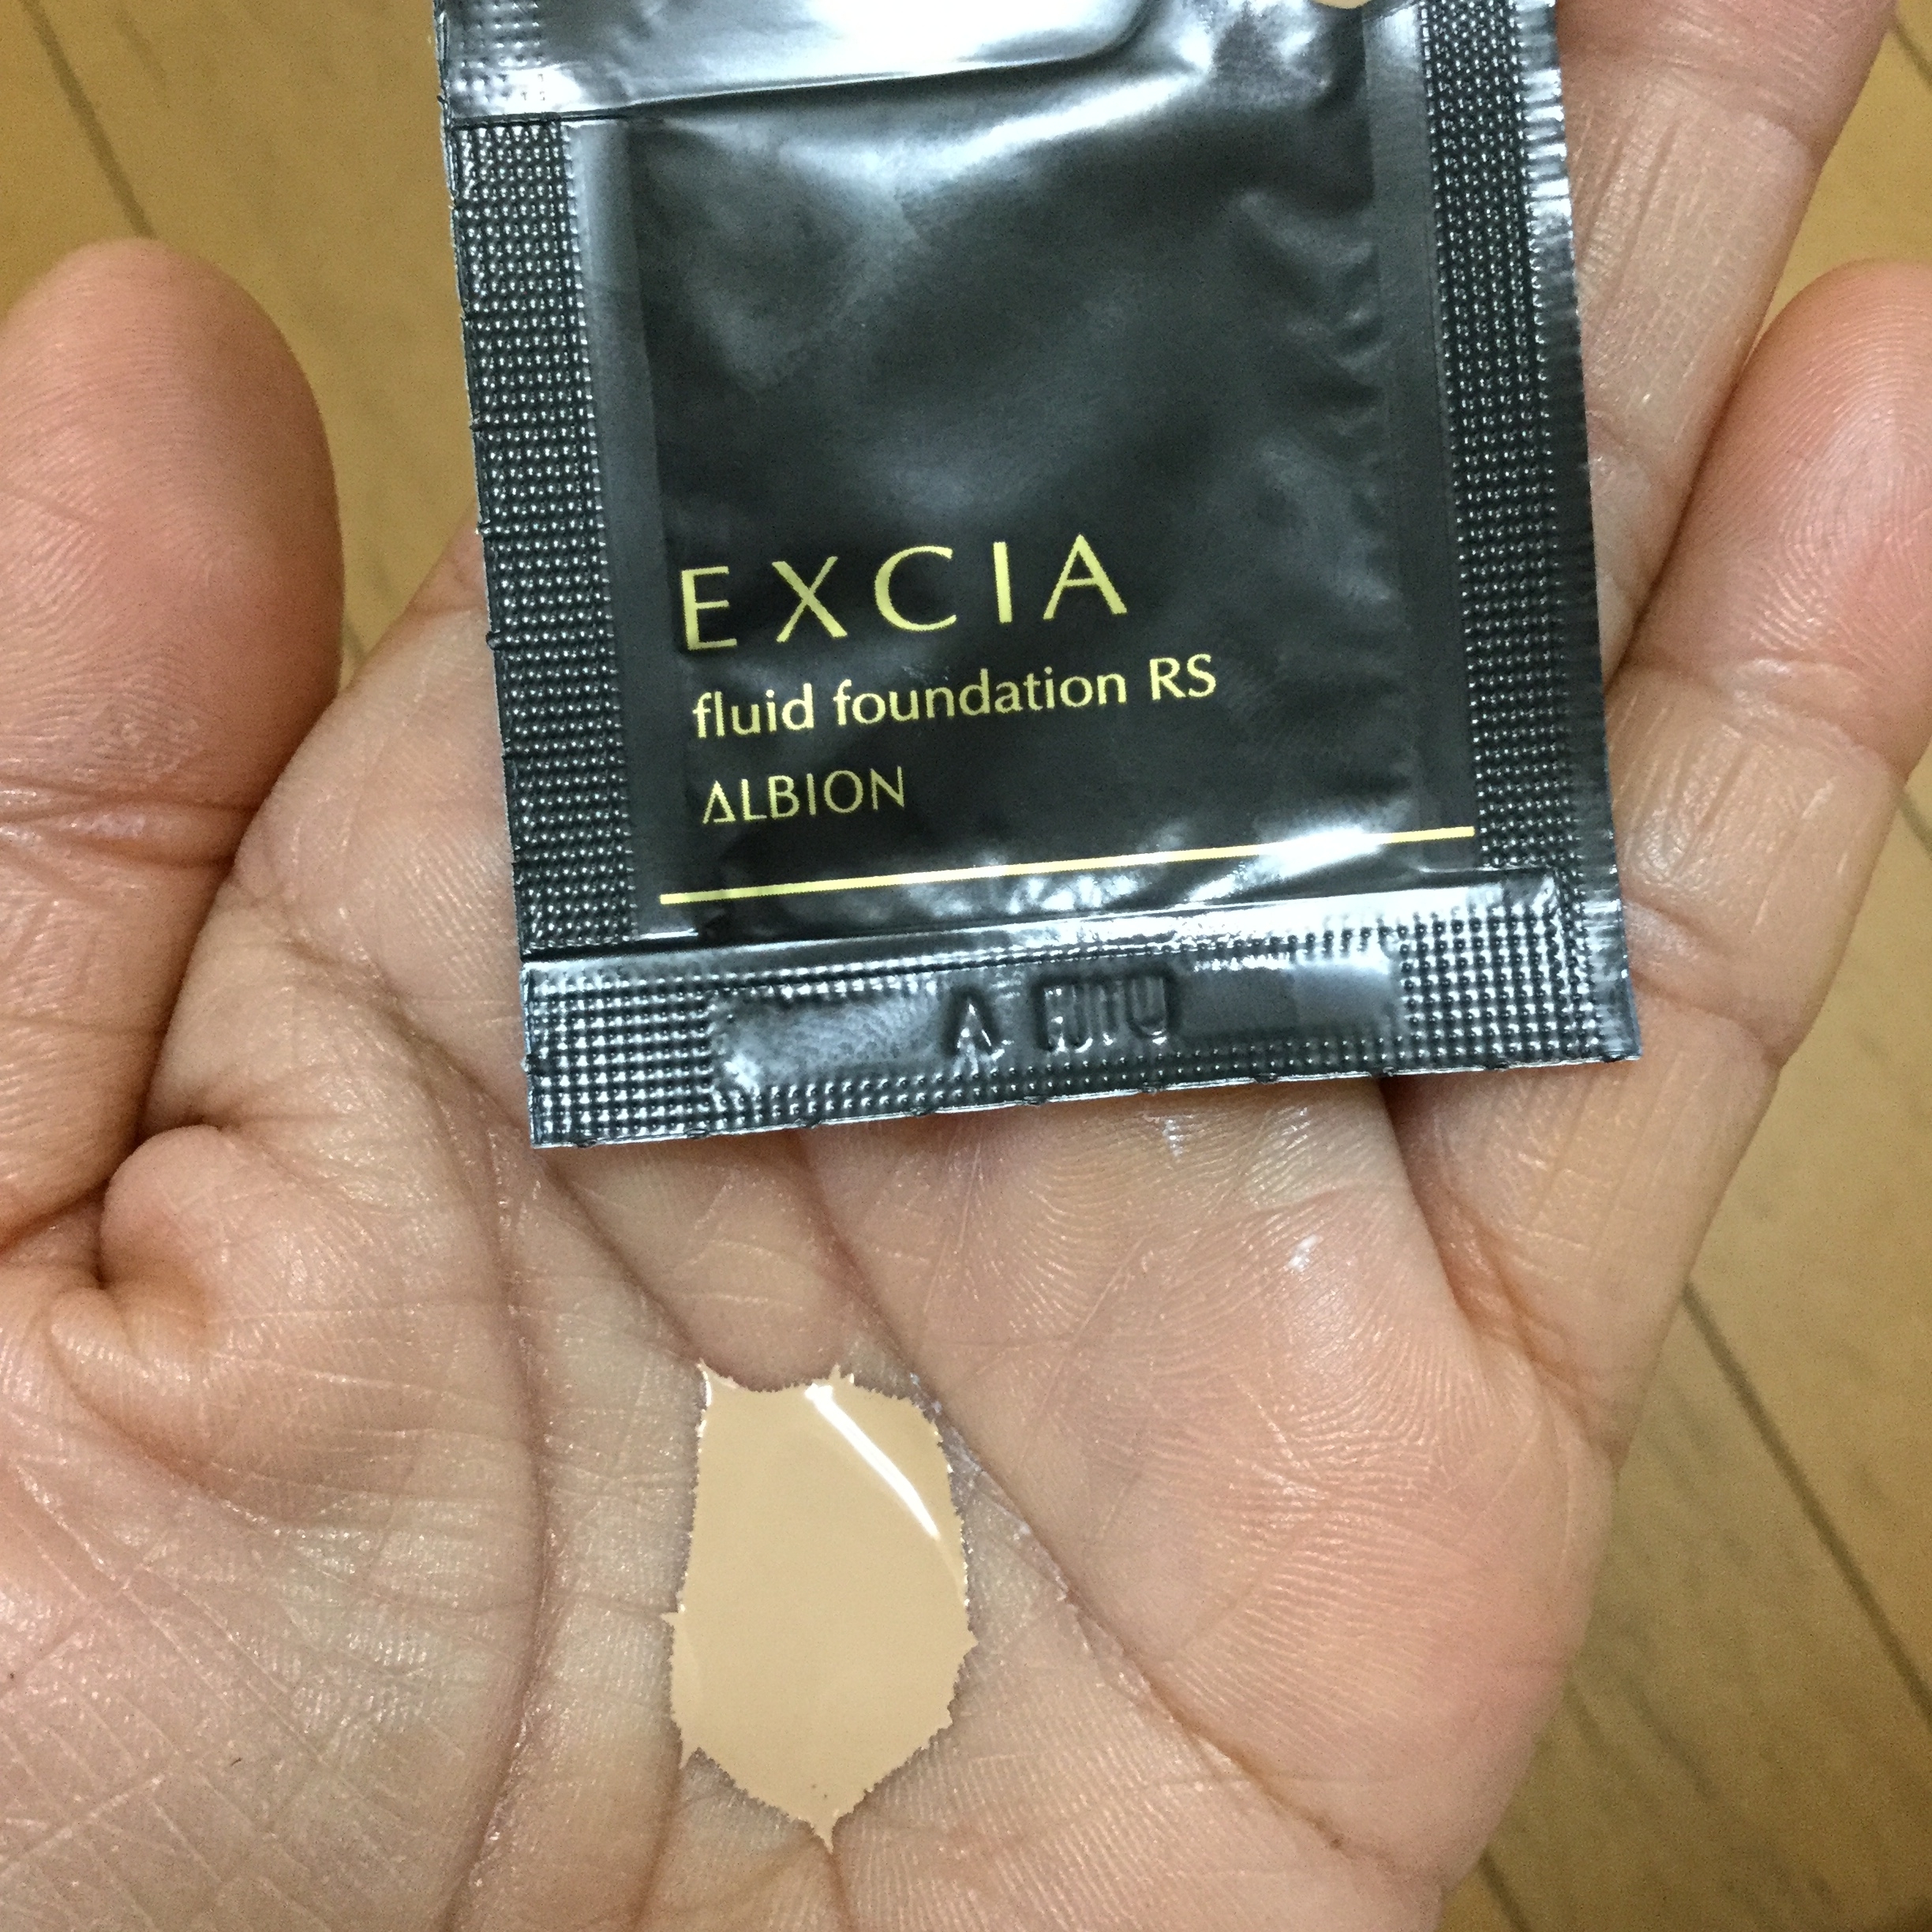 EXCIA
fluid foundation RS
ALBION